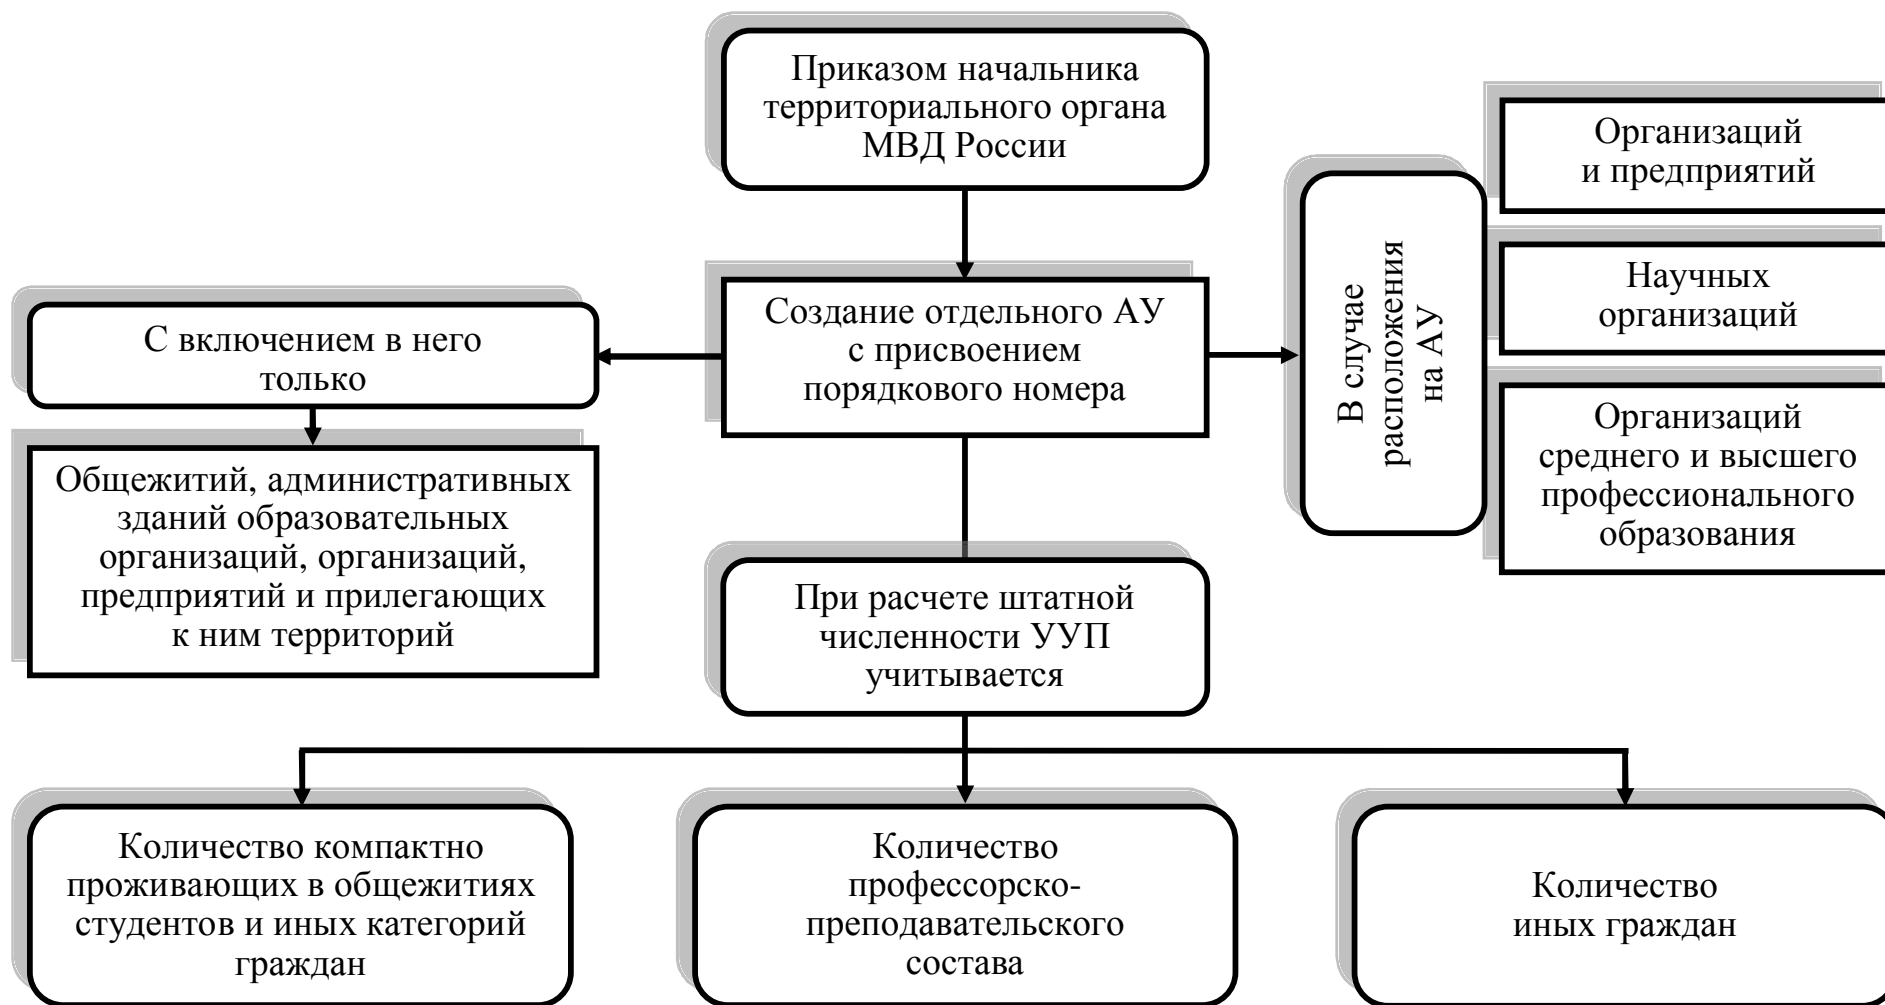 Приказом начальника
территориального органа
МВД России
Организаций
и предприятий
Научных
организаций
Организаций
среднего и высшего
профессионального
образования
В случае
расположения
на АУ
Создание отдельного АУ
с присвоением
порядкового номера
С включением в него
только
Общежитий, административных
зданий образовательных
организаций, организаций,
предприятий и прилегающих
к ним территорий
При расчете штатной
численности УУП
учитывается
Количество компактно
проживающих в общежитиях
студентов и иных категорий
граждан
Количество
профессорско-
преподавательского
состава
Количество
иных граждан